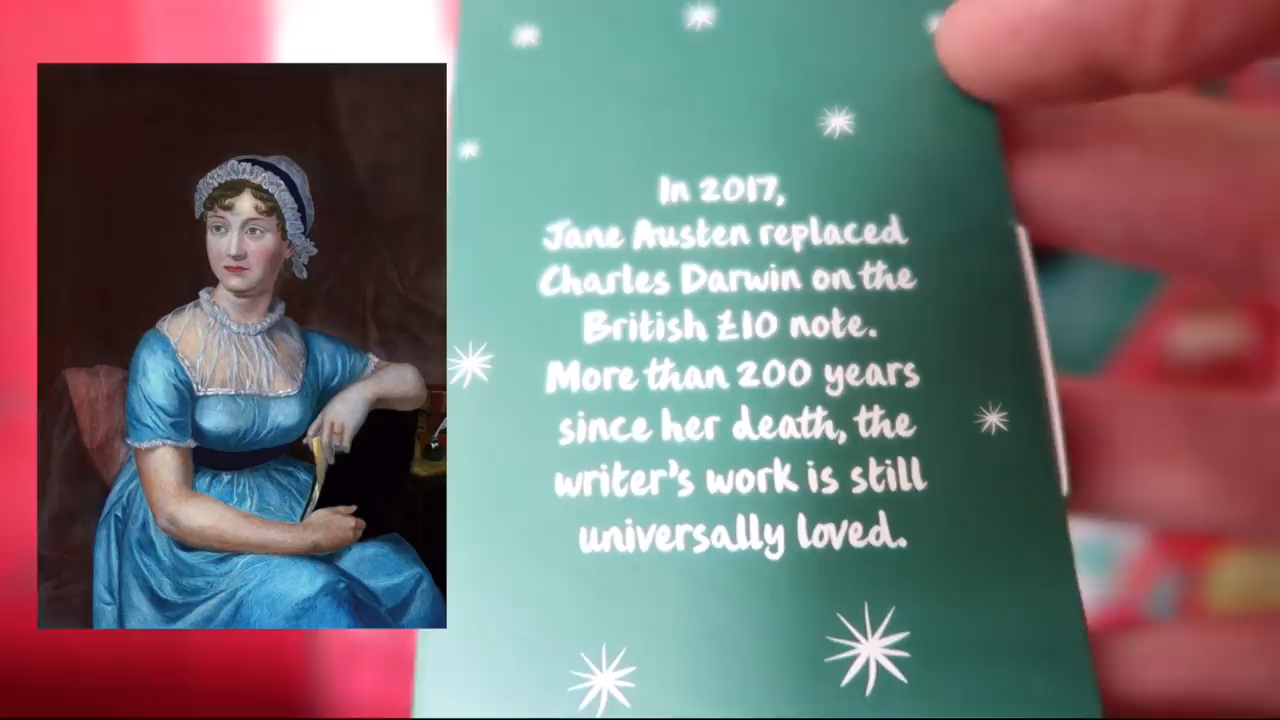 In 2017,
Jane Austen replaced
Charles Darwin on the
British £10 note.
More than 200 years
since her death, the
writer's work is still
universally loved.